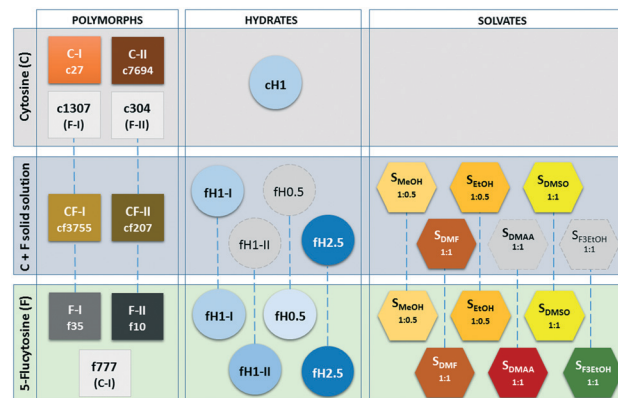 POLYMORPHS
HYDRATES
SOLVATES
Cytosine (C)
C-I
c27
C-II
c7694
c1307
(F-I)
c304
(F-II)
cH1
C + F solid solution
CF-I
cf3755
CF-II
cf207
fH1-I
fH0.5
fH1-II
fH2.5
SMeOH
1:0.5
SEtOH
1:0.5
SDMSO
1:1
SDMF
1:1
SDMAA
1:1
SF3EtOH
1:1
5-Flucytosine (F)
F-I
f35
F-II
f10
f777
(C-I)
fH1-I
fH0.5
fH1-II
fH2.5
SMeOH
1:0.5
SEtOH
1:0.5
SDMSO
1:1
SDMF
1:1
SDMAA
1:1
SF3EtOH
1:1